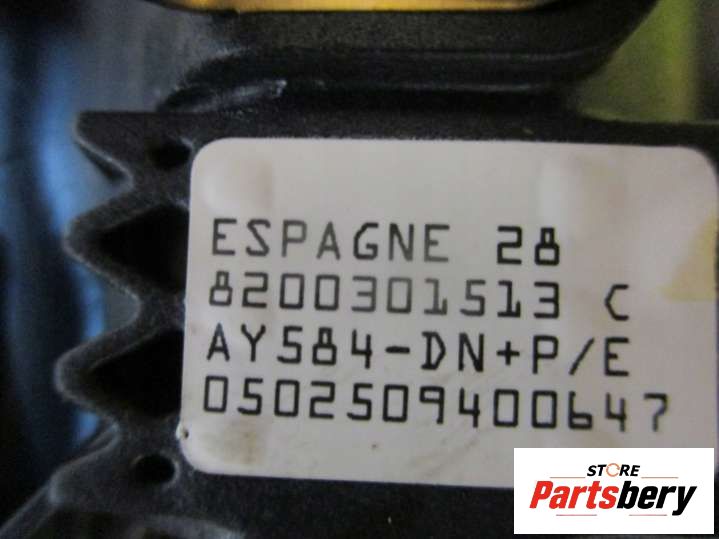 ESPAGNE 28
8200301513 C
AY584-DN+P/E
0502509400647
STORE
Partsbery